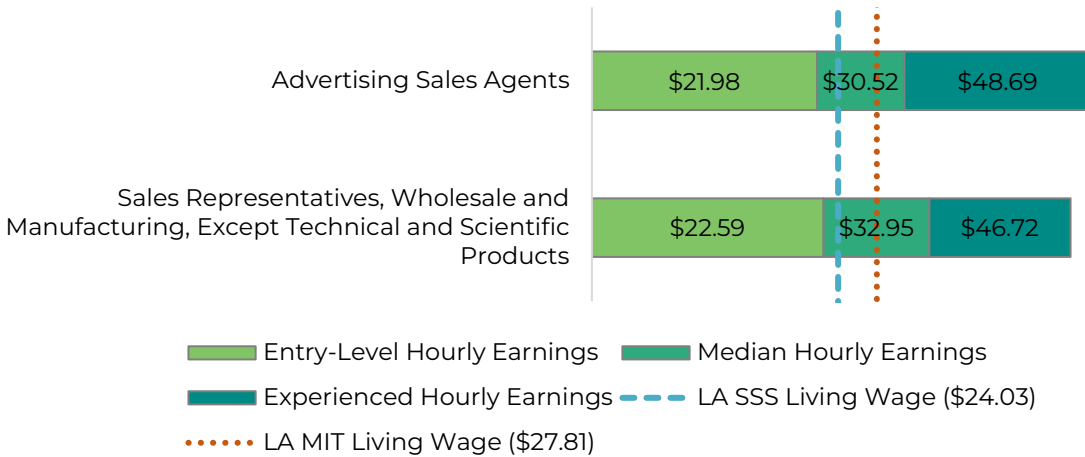 Advertising Sales Agents
$21.98 $30.52 $48.69
Sales Representatives, Wholesale and
Manufacturing, Except Technical and Scientific
Products
$22.59 $32.95 $46.72
Entry-Level Hourly Earnings
Median Hourly Earnings
Experienced Hourly Earnings
LA SSS Living Wage ($24.03)
LA MIT Living Wage ($27.81)